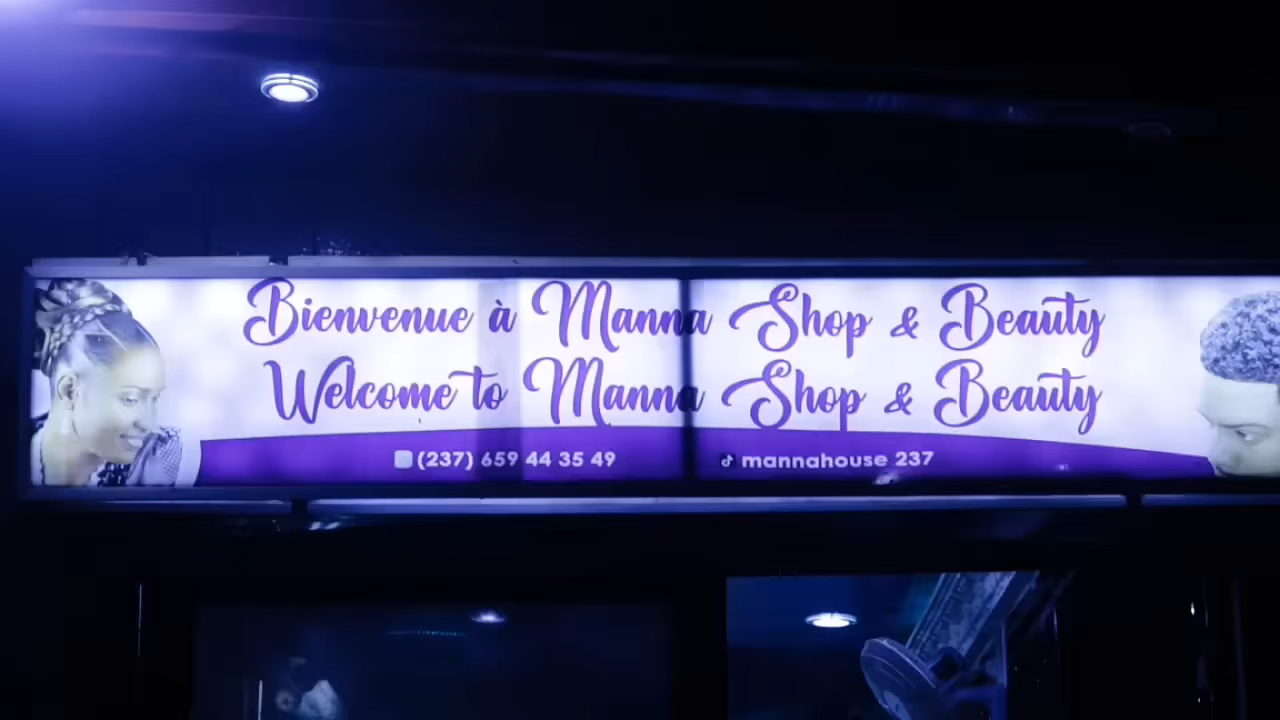 Bienvenue à Manna Shop & Beauty
Welcome to Manna Shop & Beauty
(237) 659 44 35 49 mannahouse 237